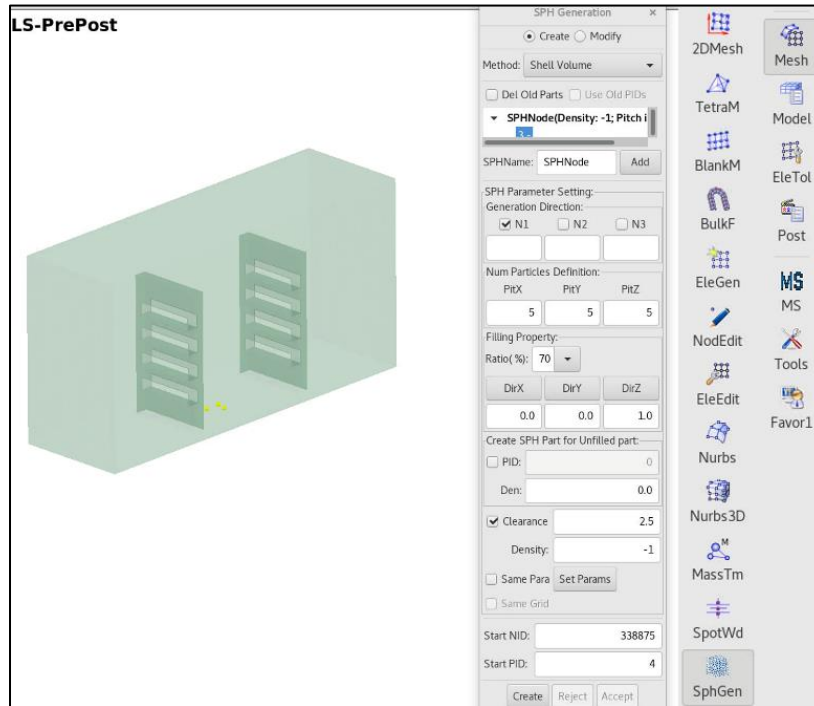 LS-PrePost
SPH Generation ×
Create Modify
Method: Shell Volume
Del Old Parts Use Old PIDs
SPHNode(Density: -1; Pitch i
3 -
SPHName: SPHNode Add
SPH Parameter Setting:
Generation Direction:
N1 N2 N3
Num Particles Definition:
PitX PitY PitZ
5 5 5
Filling Property:
Ratio(%): 70
DirX DirY DirZ
0.0 0.0 1.0
Create SPH Part for Unfilled part:
PID: 0
Den: 0.0
Clearance 2.5
Density: -1
Same Para Set Params
Same Grid
Start NID: 338875
Start PID: 4
Create Reject Accept
2DMesh
TetraM
BlankM
BulkF
EleGen
NodEdit
EleEdit
Nurbs
Nurbs3D
M
MassTm
SpotWd
SphGen
Mesh
Model
EleTol
Post
MS
MS
Tools
Favor1